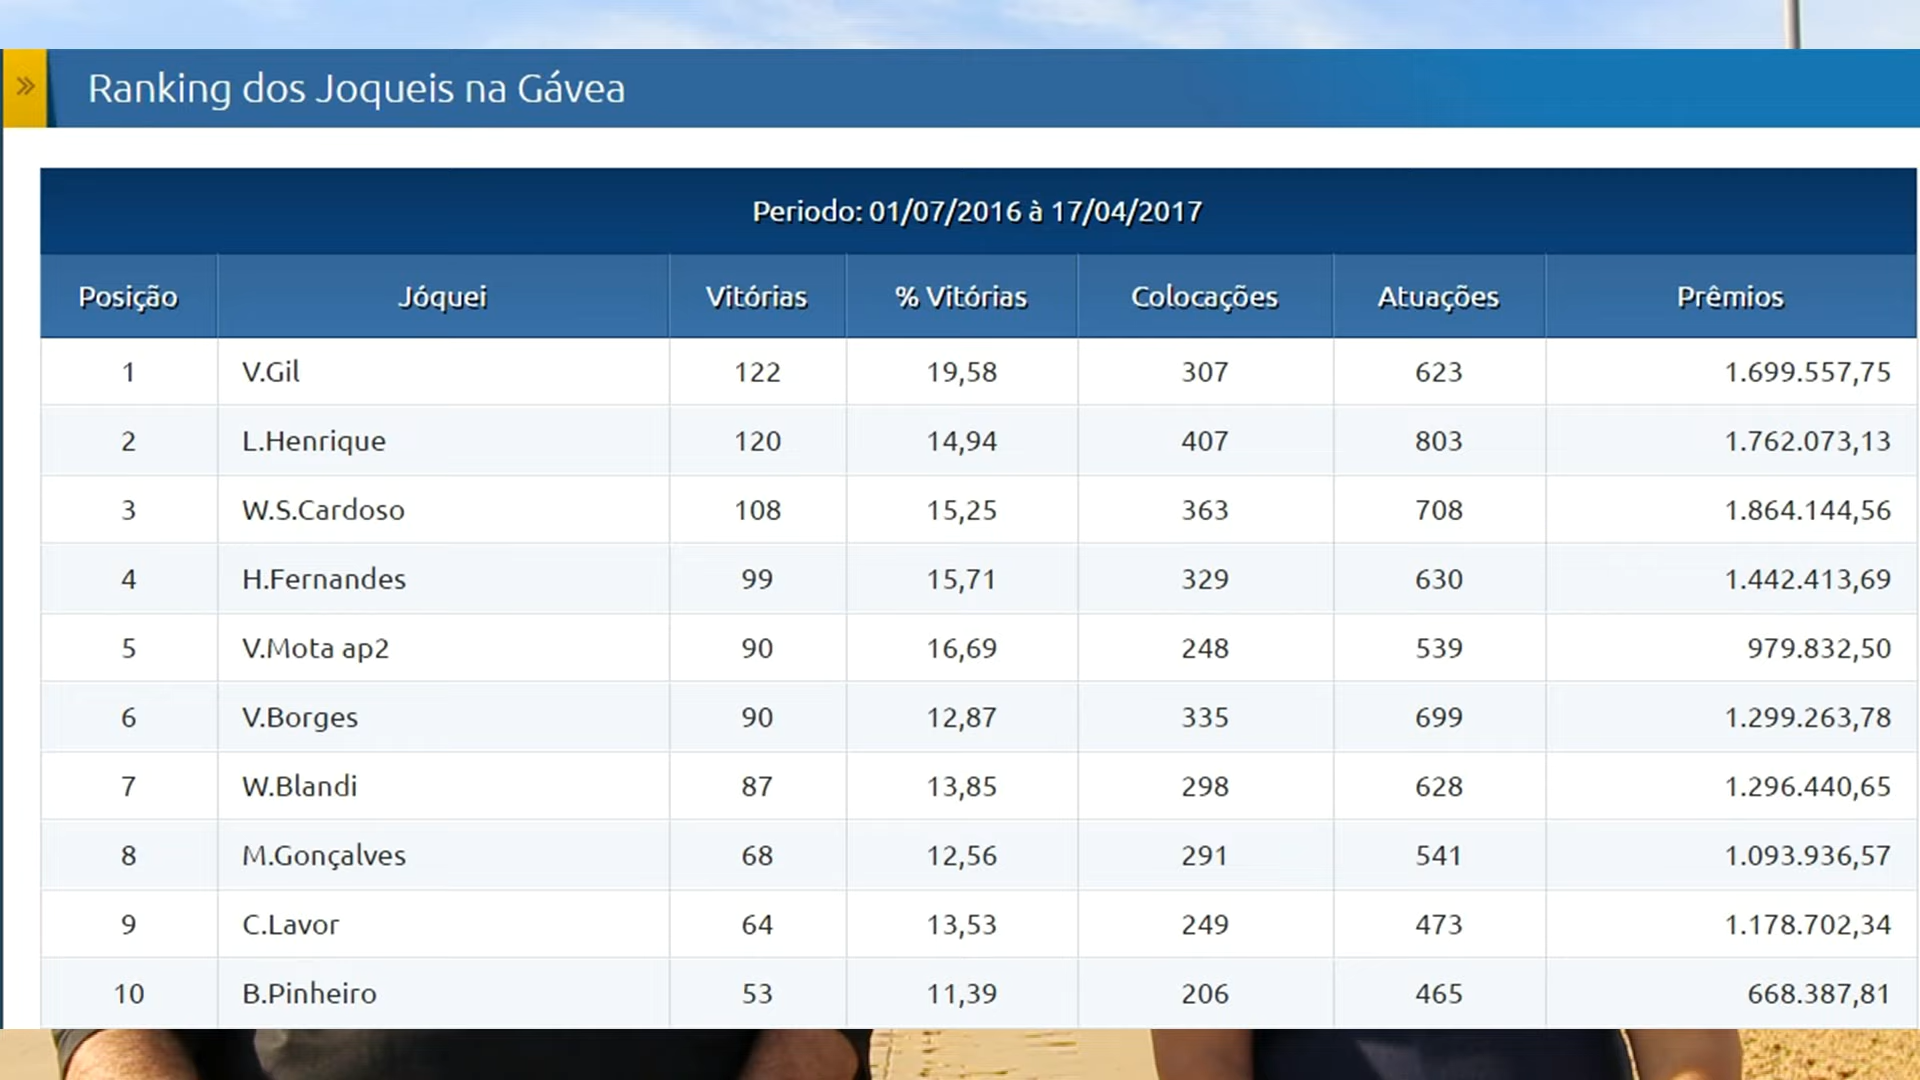 » Ranking dos Joqueis na Gávea
Periodo: 01/07/2016 à 17/04/2017
Posição Jóquei Vitórias % Vitórias Colocações Atuações Prêmios
1 V.Gil 122 19,58 307 623 1.699.557,75
2 L.Henrique 120 14,94 407 803 1.762.073,13
3 W.S.Cardoso 108 15,25 363 708 1.864.144,56
4 H.Fernandes 99 15,71 329 630 1.442.413,69
5 V.Mota ap2 90 16,69 248 539 979.832,50
6 V.Borges 90 12,87 335 699 1.299.263,78
7 W.Blandi 87 13,85 298 628 1.296.440,65
8 M.Gonçalves 68 12,56 291 541 1.093.936,57
9 C.Lavor 64 13,53 249 473 1.178.702,34
10 B.Pinheiro 53 11,39 206 465 668.387,81